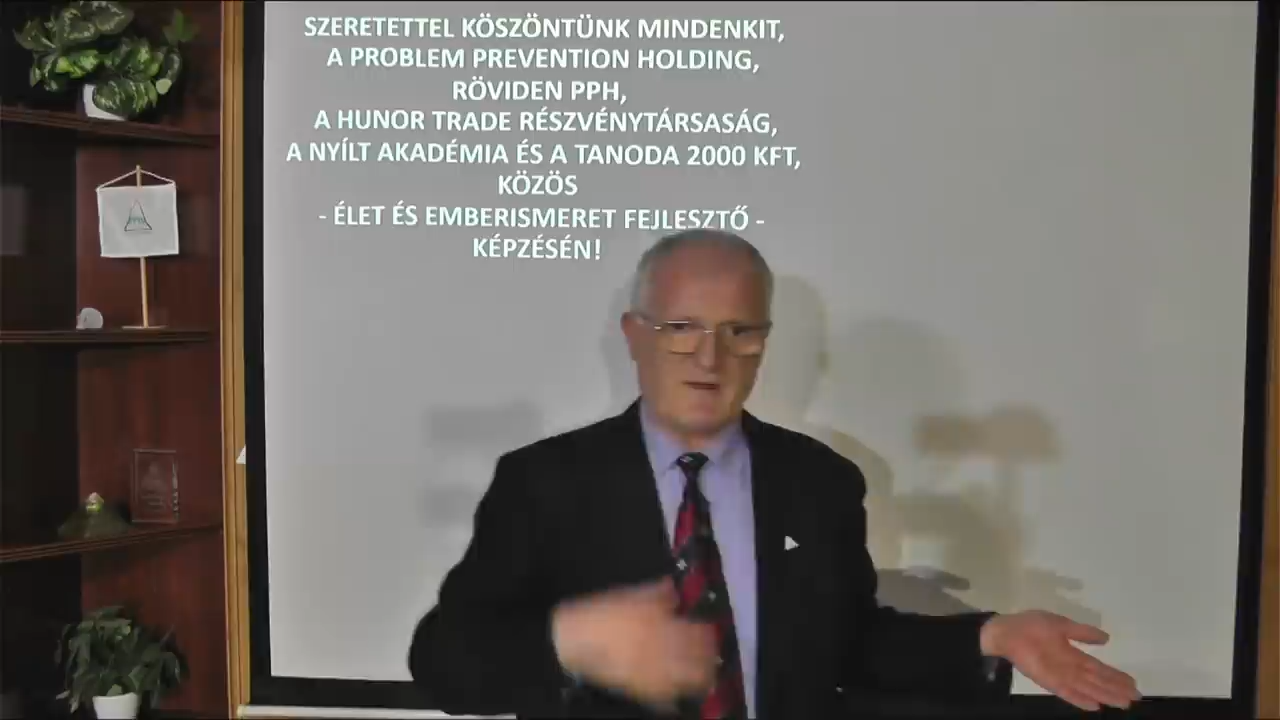 SZERETETTEL KÖSZÖNTÜNK MINDENKIT,
A PROBLEM PREVENTION HOLDING,
RÖVIDEN PPH,
A HUNOR TRADE RÉSZVÉNYTÁRSASÁG,
A NYÍLT AKADÉMIA ÉS A TANODA 2000 KFT,
KÖZÖS
- ÉLET ÉS EMBERISMERET FEJLESZTŐ -
KÉPZÉSÉN!